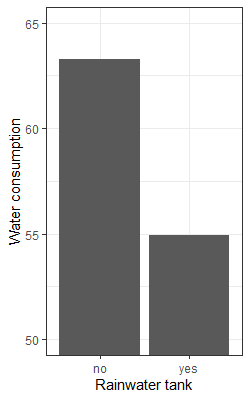 65
60
55
50
Water consumption
no yes
Rainwater tank